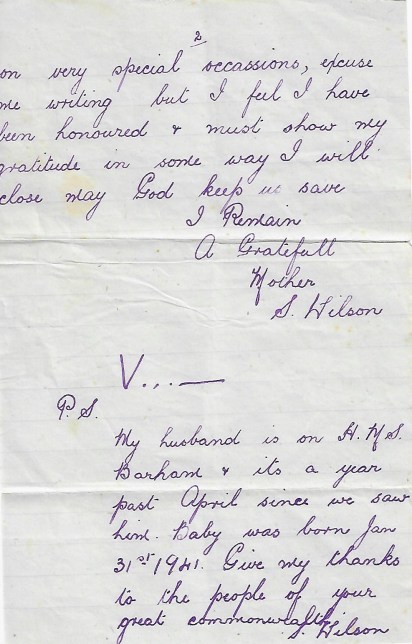 2
on very special occassions, excuse
me writing but I feel I have
been honoured & must show my
gratitude in some way I will
close may God keep us save
I Remain
A Gratefull
Mother
S. Wilson
V...—
P.S.
My husband is on H.M.S.
Barham & its a year
past April since we saw
him. Baby was born Jan
31st 1941. Give my thanks
to the people of your
great commonwealth
S. Wilson